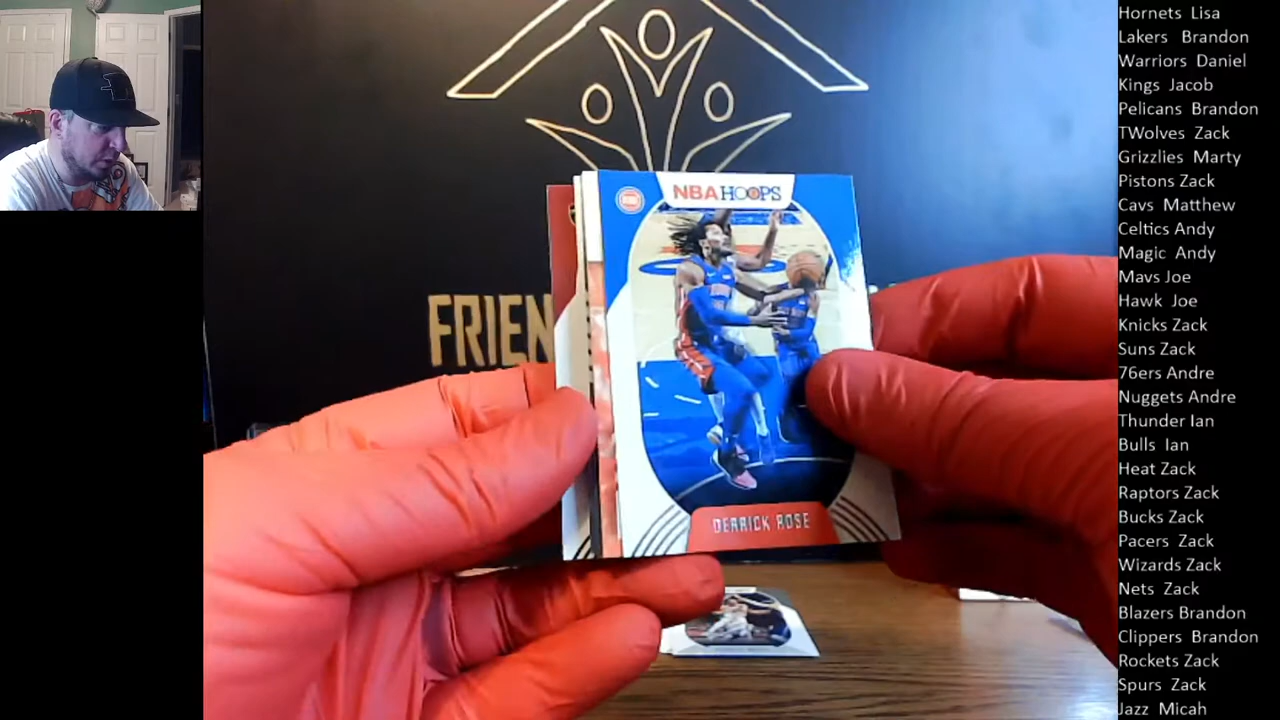 NBA HOOPS
FRIEN
DERRICK ROSE
Hornets Lisa
Lakers Brandon
Warriors Daniel
Kings Jacob
Pelicans Brandon
TWolves Zack
Grizzlies Marty
Pistons Zack
Cavs Matthew
Celtics Andy
Magic Andy
Mavs Joe
Hawk Joe
Knicks Zack
Suns Zack
76ers Andre
Nuggets Andre
Thunder Ian
Bulls Ian
Heat Zack
Raptors Zack
Bucks Zack
Pacers Zack
Wizards Zack
Nets Zack
Blazers Brandon
Clippers Brandon
Rockets Zack
Spurs Zack
Jazz Micah